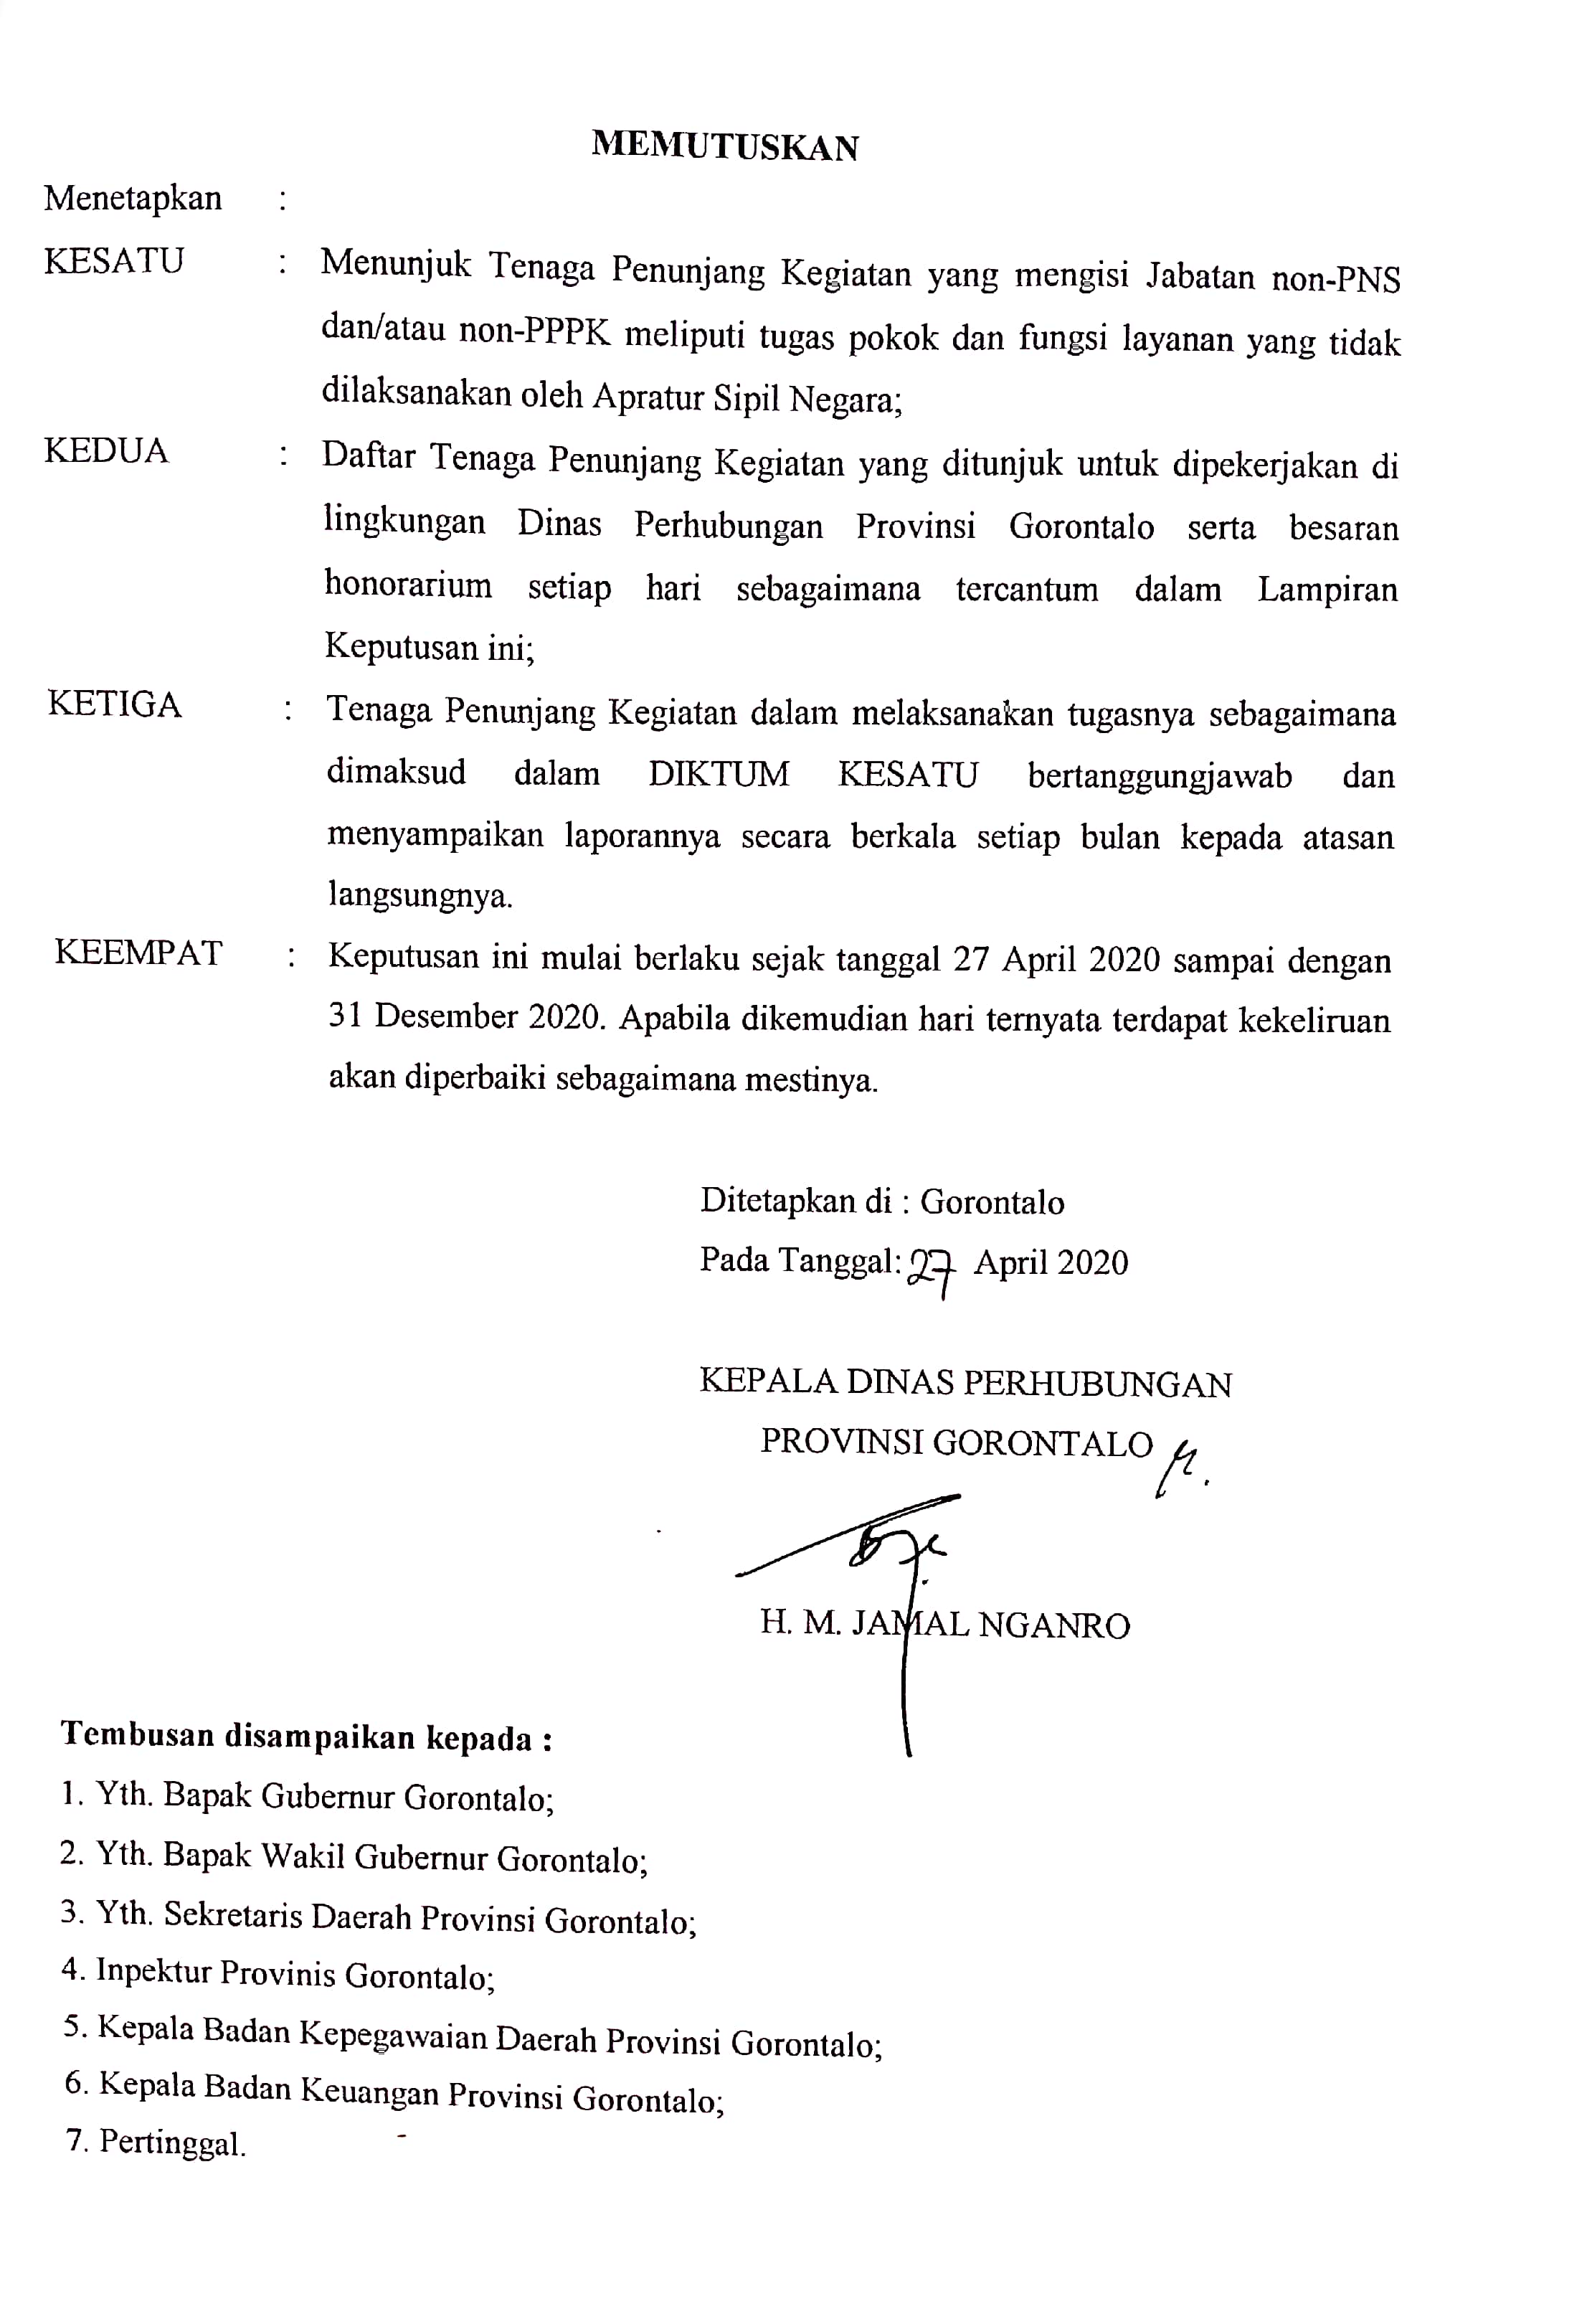 MEMUTUSKAN
Menetapkan :
KESATU : Menunjuk Tenaga Penunjang Kegiatan yang mengisi Jabatan non-PNS
dan/atau non-PPPK meliputi tugas pokok dan fungsi layanan yang tidak
dilaksanakan oleh Apratur Sipil Negara;
KEDUA : Daftar Tenaga Penunjang Kegiatan yang ditunjuk untuk dipekerjakan di
lingkungan Dinas Perhubungan Provinsi Gorontalo serta besaran
honorarium setiap hari sebagaimana tercantum dalam Lampiran
Keputusan ini;
KETIGA : Tenaga Penunjang Kegiatan dalam melaksanakan tugasnya sebagaimana
dimaksud dalam DIKTUM KESATU bertanggungjawab dan
menyampaikan laporannya secara berkala setiap bulan kepada atasan
langsungnya.
KEEMPAT : Keputusan ini mulai berlaku sejak tanggal 27 April 2020 sampai dengan
31 Desember 2020. Apabila dikemudian hari ternyata terdapat kekeliruan
akan diperbaiki sebagaimana mestinya.
Ditetapkan di : Gorontalo
Pada Tanggal: 27 April 2020
KEPALA DINAS PERHUBUNGAN
PROVINSI GORONTALO
H. M. JAMAL NGANRO
Tembusan disampaikan kepada :
1. Yth. Bapak Gubernur Gorontalo;
2. Yth. Bapak Wakil Gubernur Gorontalo;
3. Yth. Sekretaris Daerah Provinsi Gorontalo;
4. Inpektur Provinis Gorontalo;
5. Kepala Badan Kepegawaian Daerah Provinsi Gorontalo;
6. Kepala Badan Keuangan Provinsi Gorontalo;
7. Pertinggal.